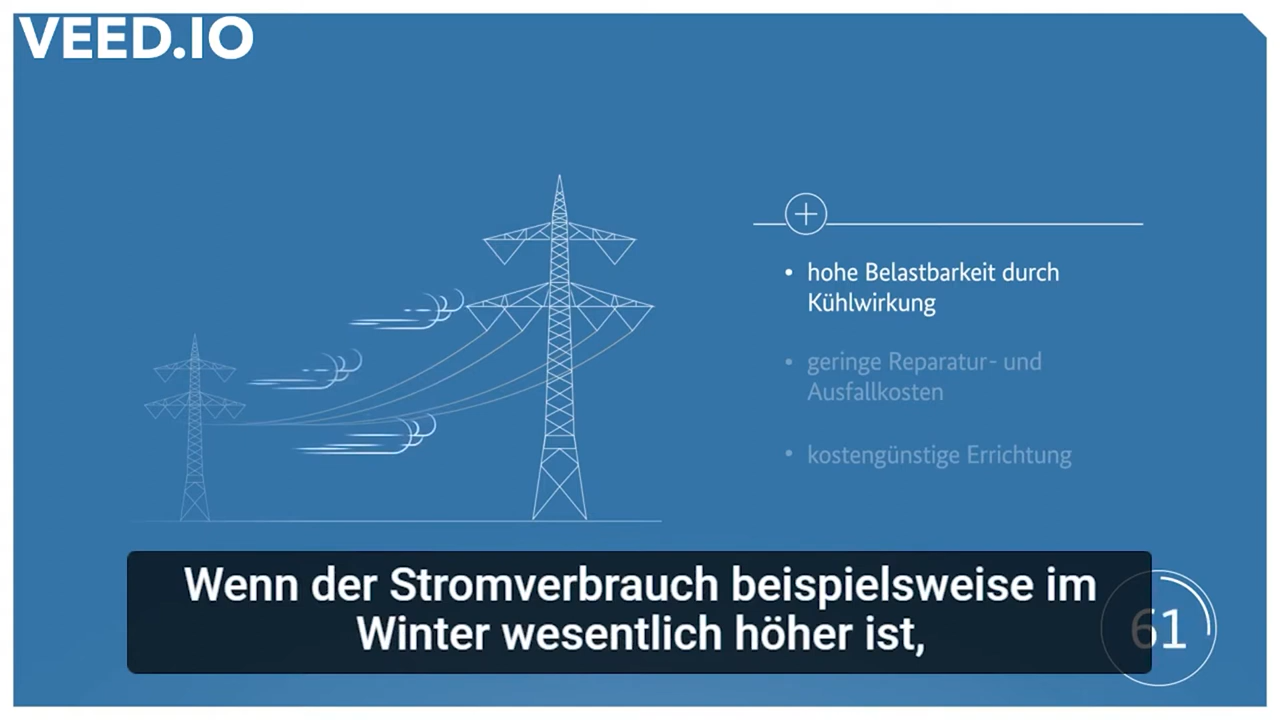 VEED.IO
• hohe Belastbarkeit durch
Kühlwirkung
• geringe Reparatur- und
Ausfallkosten
• kostengünstige Errichtung
Wenn der Stromverbrauch beispielsweise im
Winter wesentlich höher ist,
61